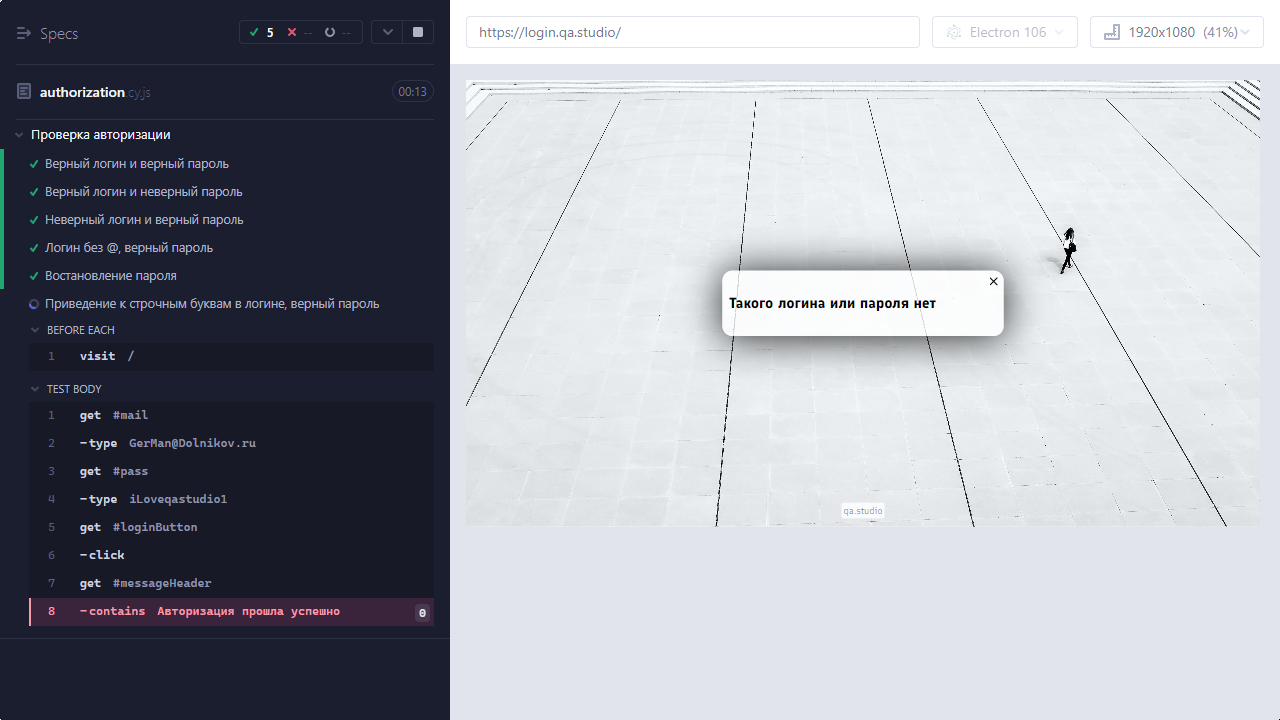 Specs
5
--
--
authorization.cy.js
00:13
Проверка авторизации
Верный логин и верный пароль
Верный логин и неверный пароль
Неверный логин и верный пароль
Логин без @, верный пароль
Востановление пароля
Приведение к строчным буквам в логине, верный пароль
BEFORE EACH
1 visit /
TEST BODY
1 get #mail
2 -type GerMan@Dolnikov.ru
3 get #pass
4 -type iLoveqastudio1
5 get #loginButton
6 -click
7 get #messageHeader
8 -contains Авторизация прошла успешно 0
https://login.qa.studio/
Electron 106
1920x1080 (41%)
Такого логина или пароля нет
qa.studio